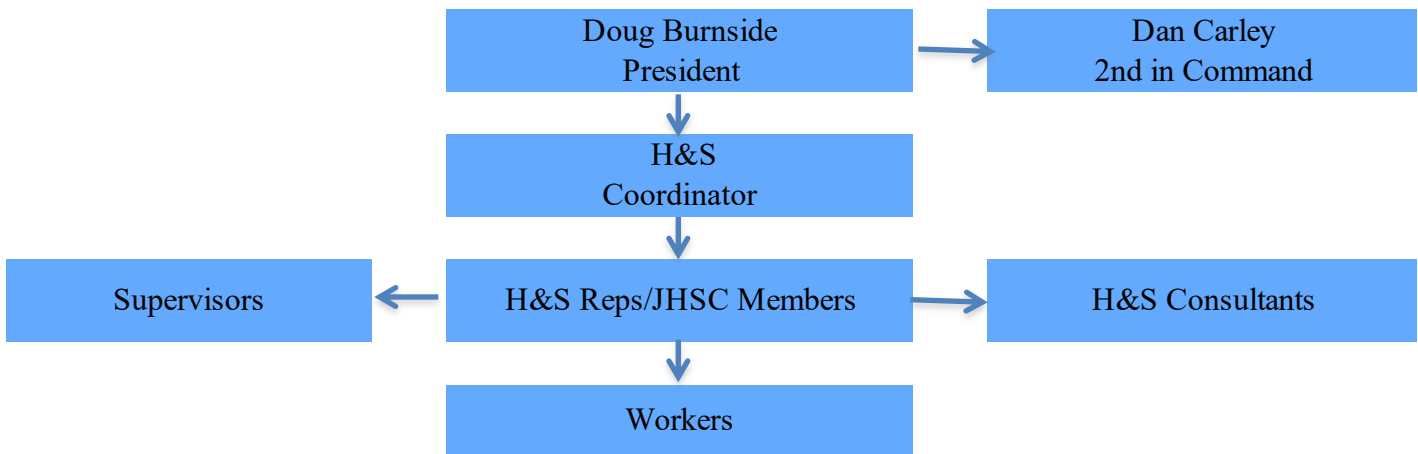 Doug Burnside
President
Dan Carley
2nd in Command
H&S
Coordinator
Supervisors
H&S Reps/JHSC Members
H&S Consultants
Workers